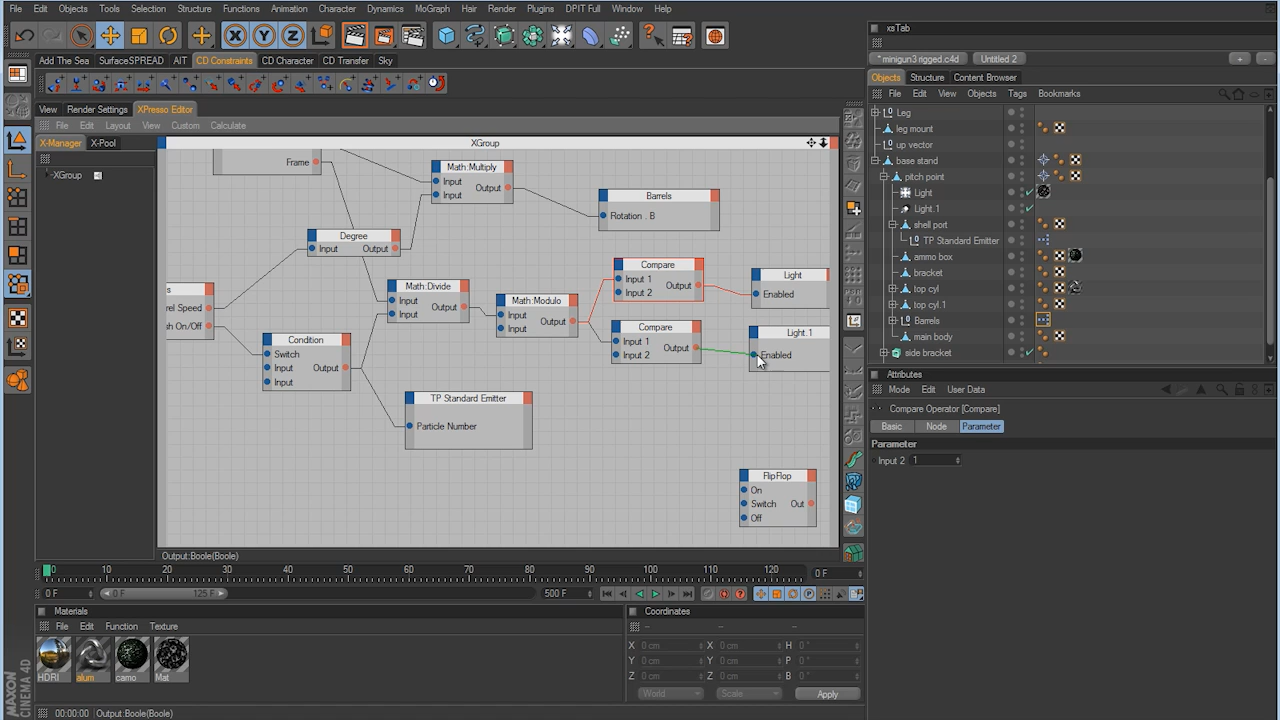 File Edit Objects Tools Selection Structure Functions Animation Character Dynamics MoGraph Hair Render Plugins DPIT Full Window Help
Add The Sea SurfaceSPREAD AIT CD Constraints CD Character CD Transfer Sky
View Render Settings XPresso Editor
File Edit Layout View Custom Calculate
X-Manager X-Pool
XGroup
XGroup
Frame
Math:Multiply
Input
Input
Output
Barrels
Rotation . B
Degree
Input Output
Compare
Input 1
Input 2
Output
Light
Enabled
Math:Divide
Input
Input
Output
Math:Modulo
Input
Input
Output
Compare
Input 1
Input 2
Output
Light.1
Enabled
s
rel Speed
sh On/Off
Condition
Switch
Input
Input
Output
TP Standard Emitter
Particle Number
FlipFlop
On
Switch
Off
Out
Output:Boole(Boole)
0 10 20 30 40 50 60 70 80 90 100 110 120 0 F
0 F 0 F 125 F 500 F
Materials
File Edit Function Texture
HDRI alum camo Mat
Coordinates
-- -- --
X 0 cm X 0 cm H 0 °
Y 0 cm Y 0 cm P 0 °
Z 0 cm Z 0 cm B 0 °
World Scale Apply
00:00:00 Output:Boole(Boole)
MAXON
CINEMA 4D
xsTab
* minigun3 rigged.c4d Untitled 2 + -
Objects Structure Content Browser
File Edit View Objects Tags Bookmarks
Leg
leg mount
up vector
base stand
pitch point
Light
Light.1
shell port
TP Standard Emitter
ammo box
bracket
top cyl
top cyl.1
Barrels
main body
side bracket
Attributes
Mode Edit User Data
Compare Operator [Compare]
Basic Node Parameter
Parameter
Input 2 1